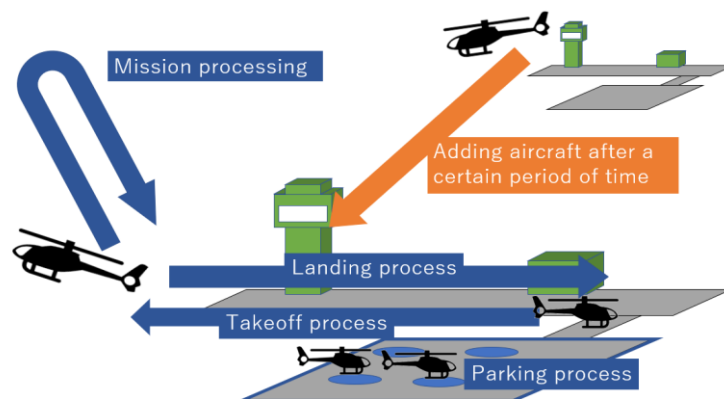 Mission processing
Adding aircraft after a
certain period of time
Landing process
Takeoff process
Parking process